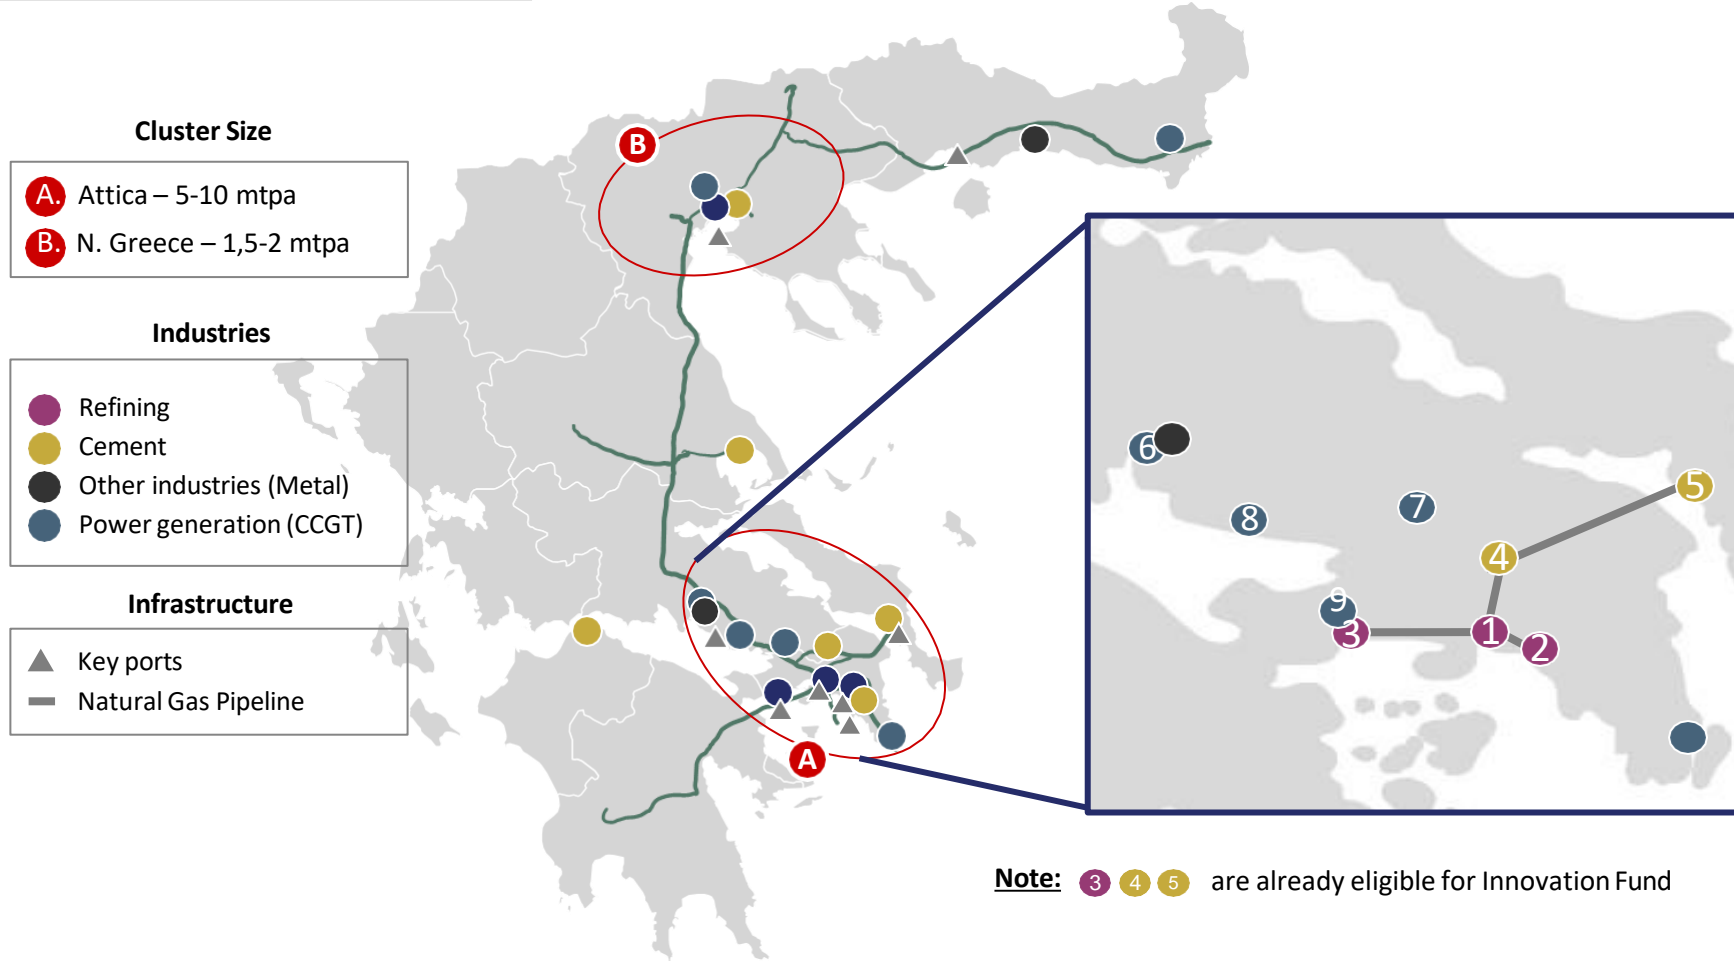 Cluster Size
A. Attica – 5-10 mtpa
B. N. Greece – 1,5-2 mtpa
Industries
Refining
Cement
Other industries (Metal)
Power generation (CCGT)
Infrastructure
Key ports
Natural Gas Pipeline
B
A
6
8
7
5
4
9
3
1
2
Note: 3 4 5 are already eligible for Innovation Fund